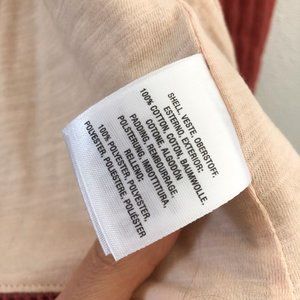 SHELL, VESTE, OBERSTOFF,
ESTERNO, EXTERIOR:
100% COTTON, COTON, BAUMWOLLE,
COTONE, ALGODÓN
PADDING, REMBOURRAGE,
POLSTERUNG, IMBOTTITURA,
RELLENO:
100% POLYESTER, POLYESTER,
POLYESTER, POLIESTERE, POLIÉSTER